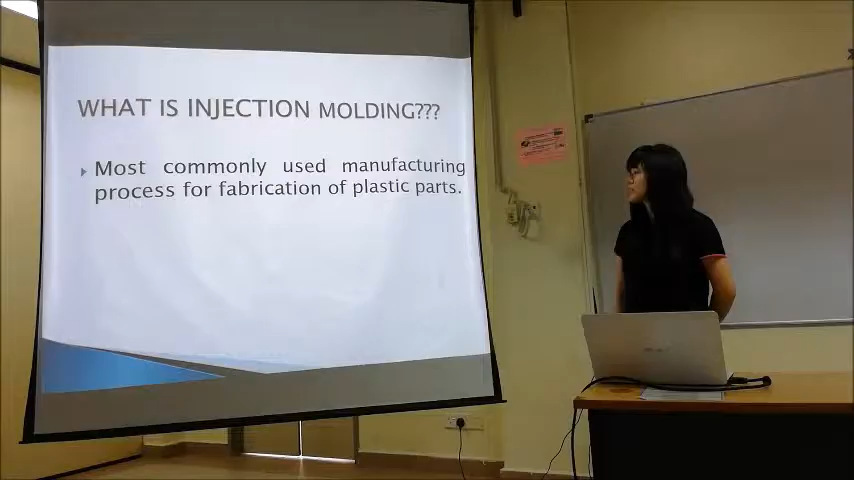 WHAT IS INJECTION MOLDING???
Most commonly used manufacturing
process for fabrication of plastic parts.